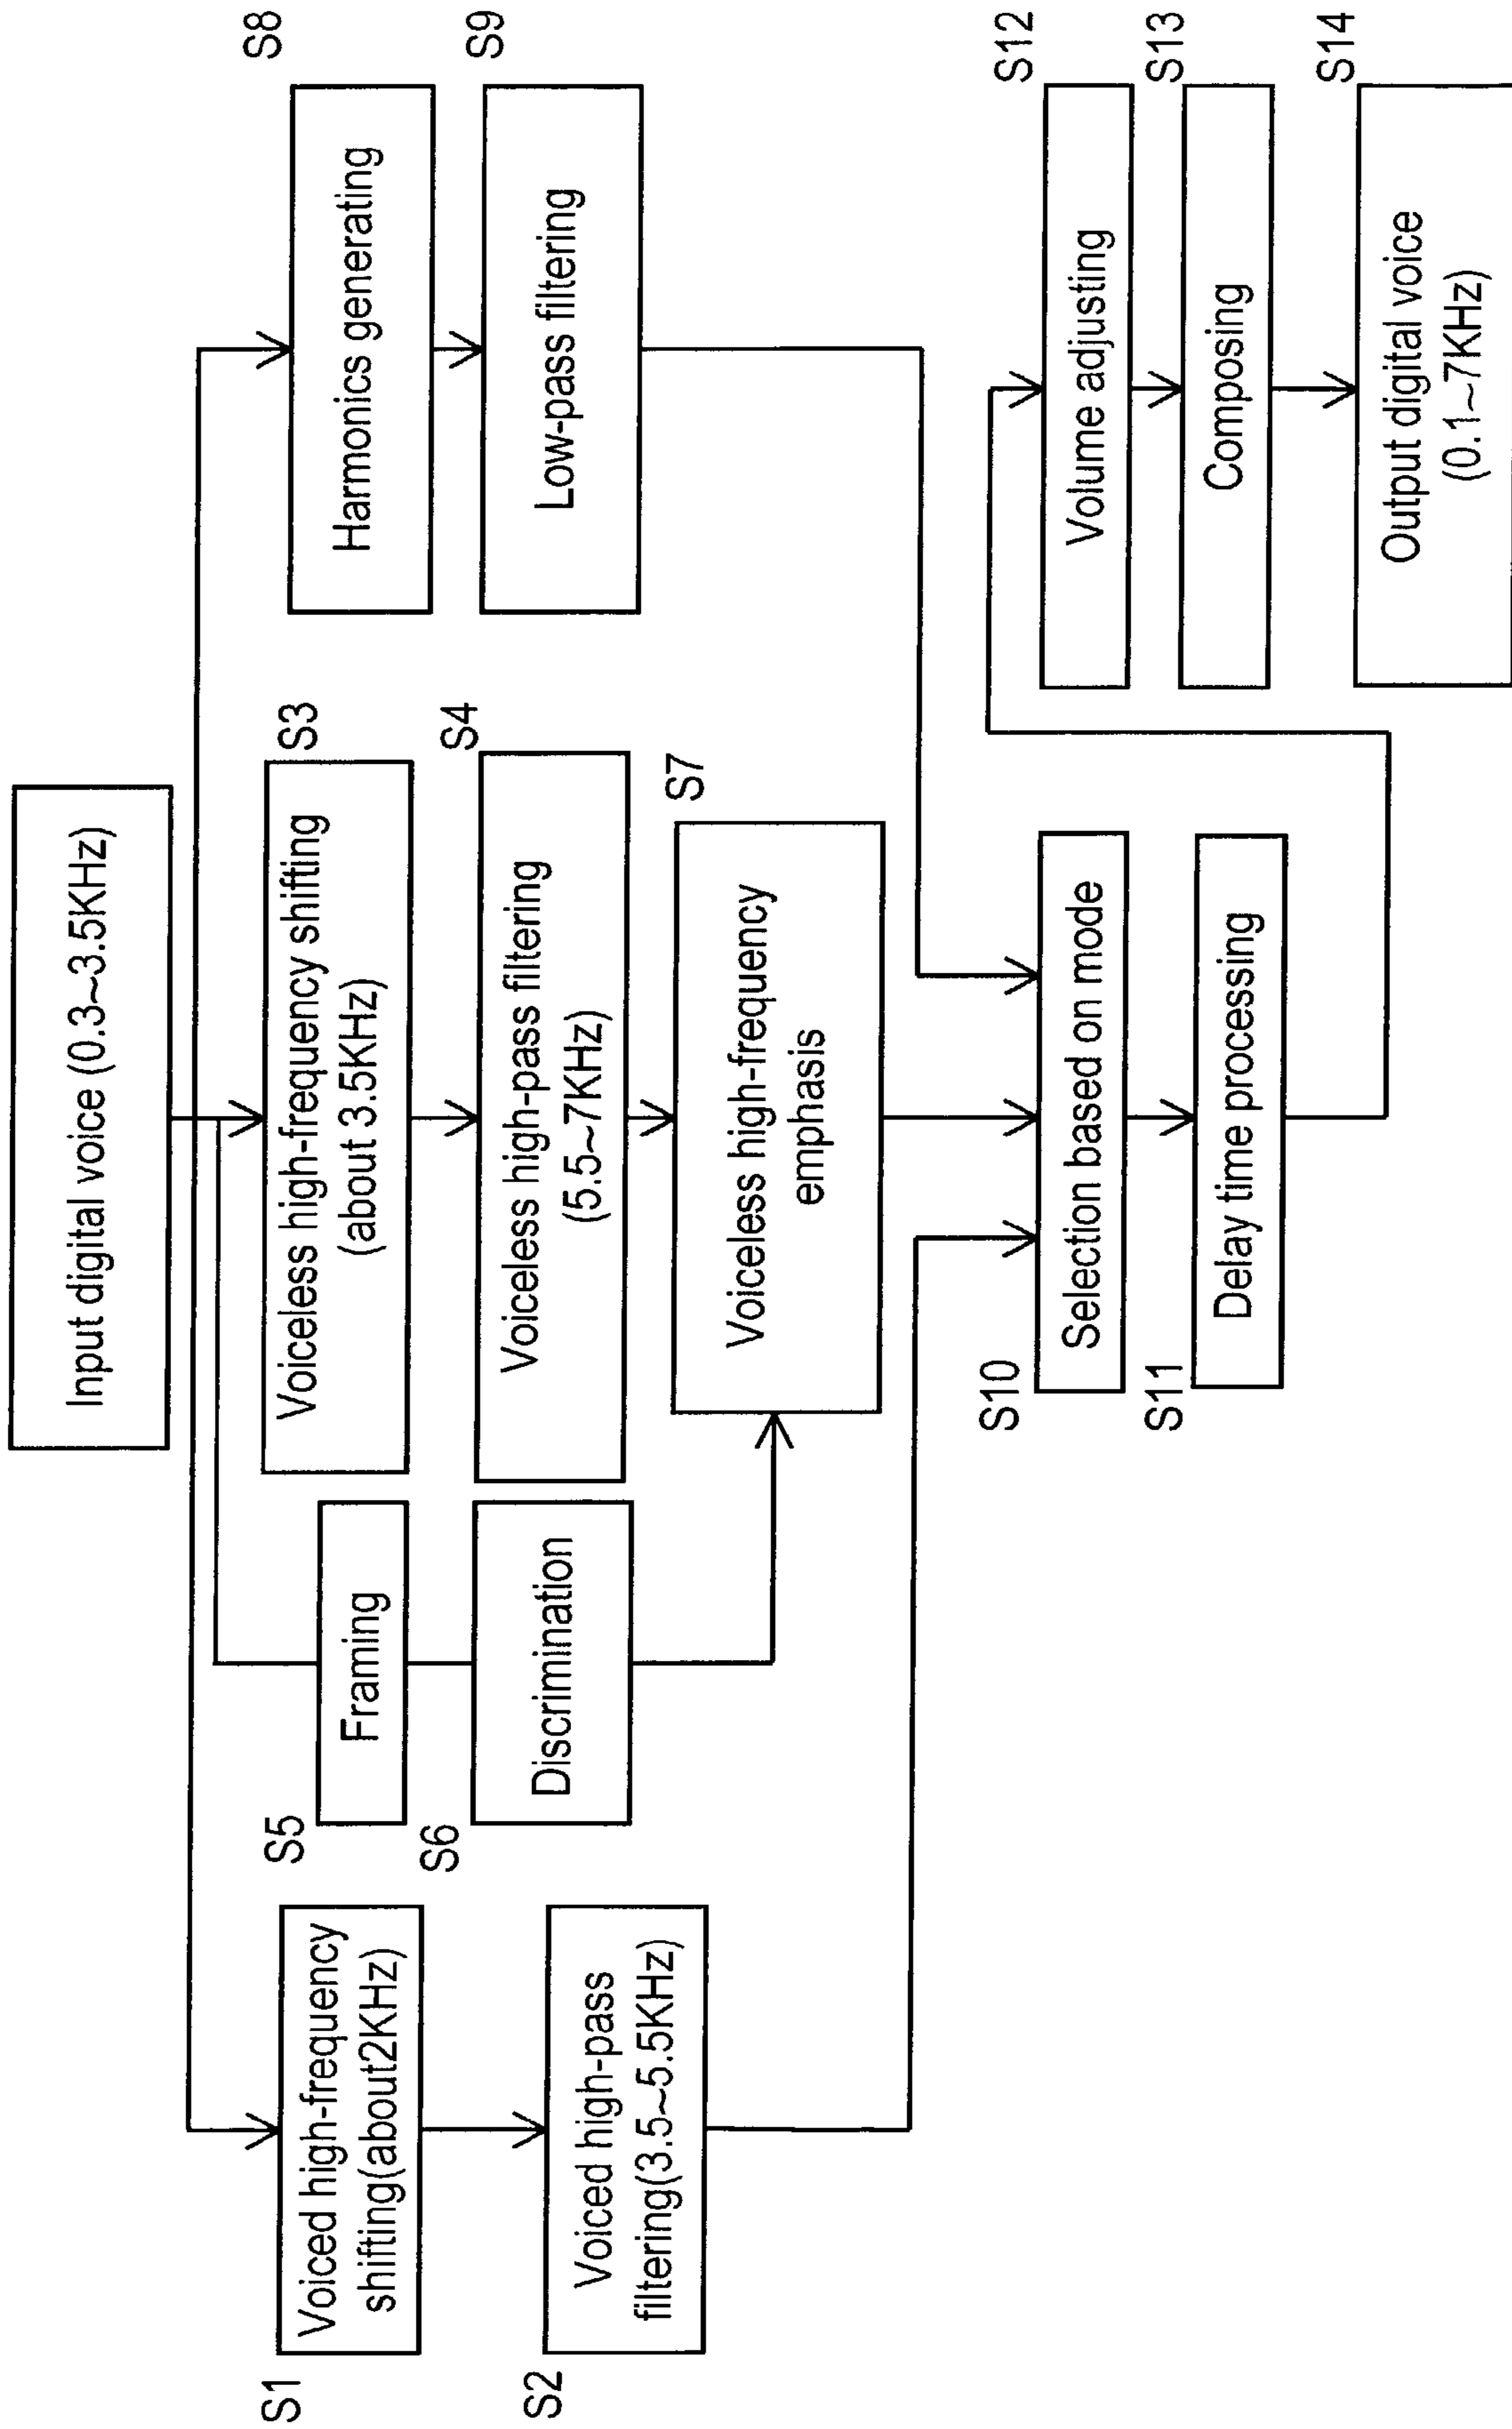 Input digital voice (0.3~3.5KHz)
S1
Voiced high-frequency
shifting(about2KHz)
S2
Voiced high-pass
filtering(3.5~5.5KHz)
S5
Framing
S6
Discrimination
S3
Voiceless high-frequency shifting
(about 3.5KHz)
S4
Voiceless high-pass filtering
(5.5~7KHz)
S7
Voiceless high-frequency
emphasis
S8
Harmonics generating
S9
Low-pass filtering
S10
Selection based on mode
S11
Delay time processing
S12
Volume adjusting
S13
Composing
S14
Output digital voice
(0.1~7KHz)